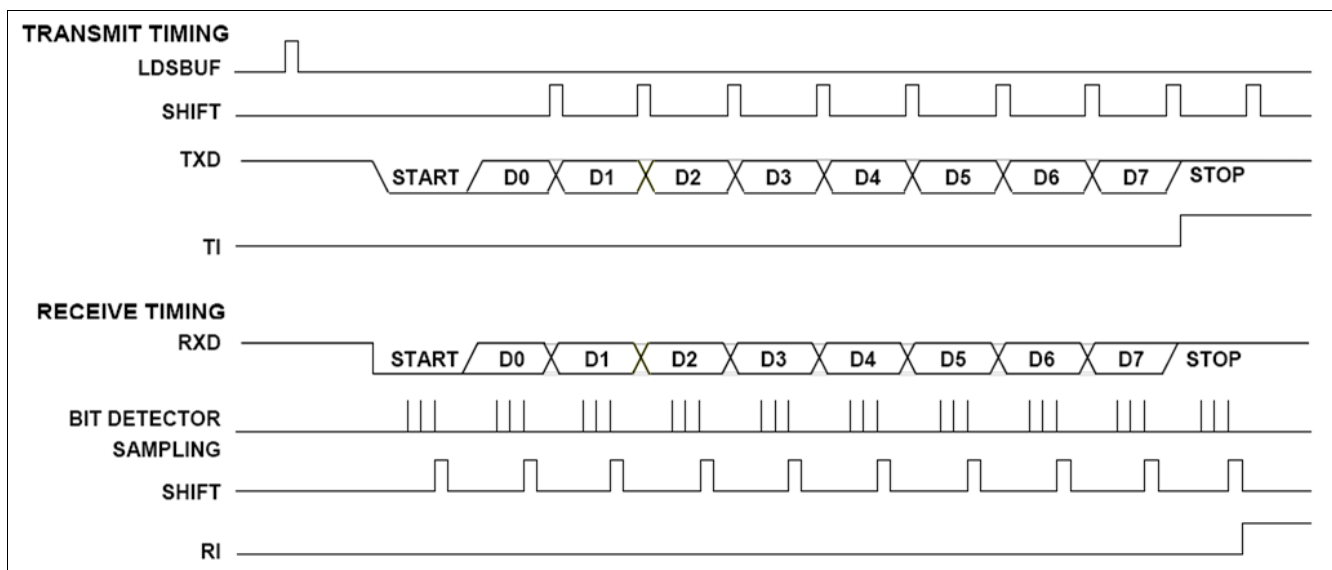 TRANSMIT TIMING
LDSBUF
SHIFT
TXD START D0 D1 D2 D3 D4 D5 D6 D7 STOP
TI
RECEIVE TIMING
RXD START D0 D1 D2 D3 D4 D5 D6 D7 STOP
BIT DETECTOR
SAMPLING
SHIFT
RI